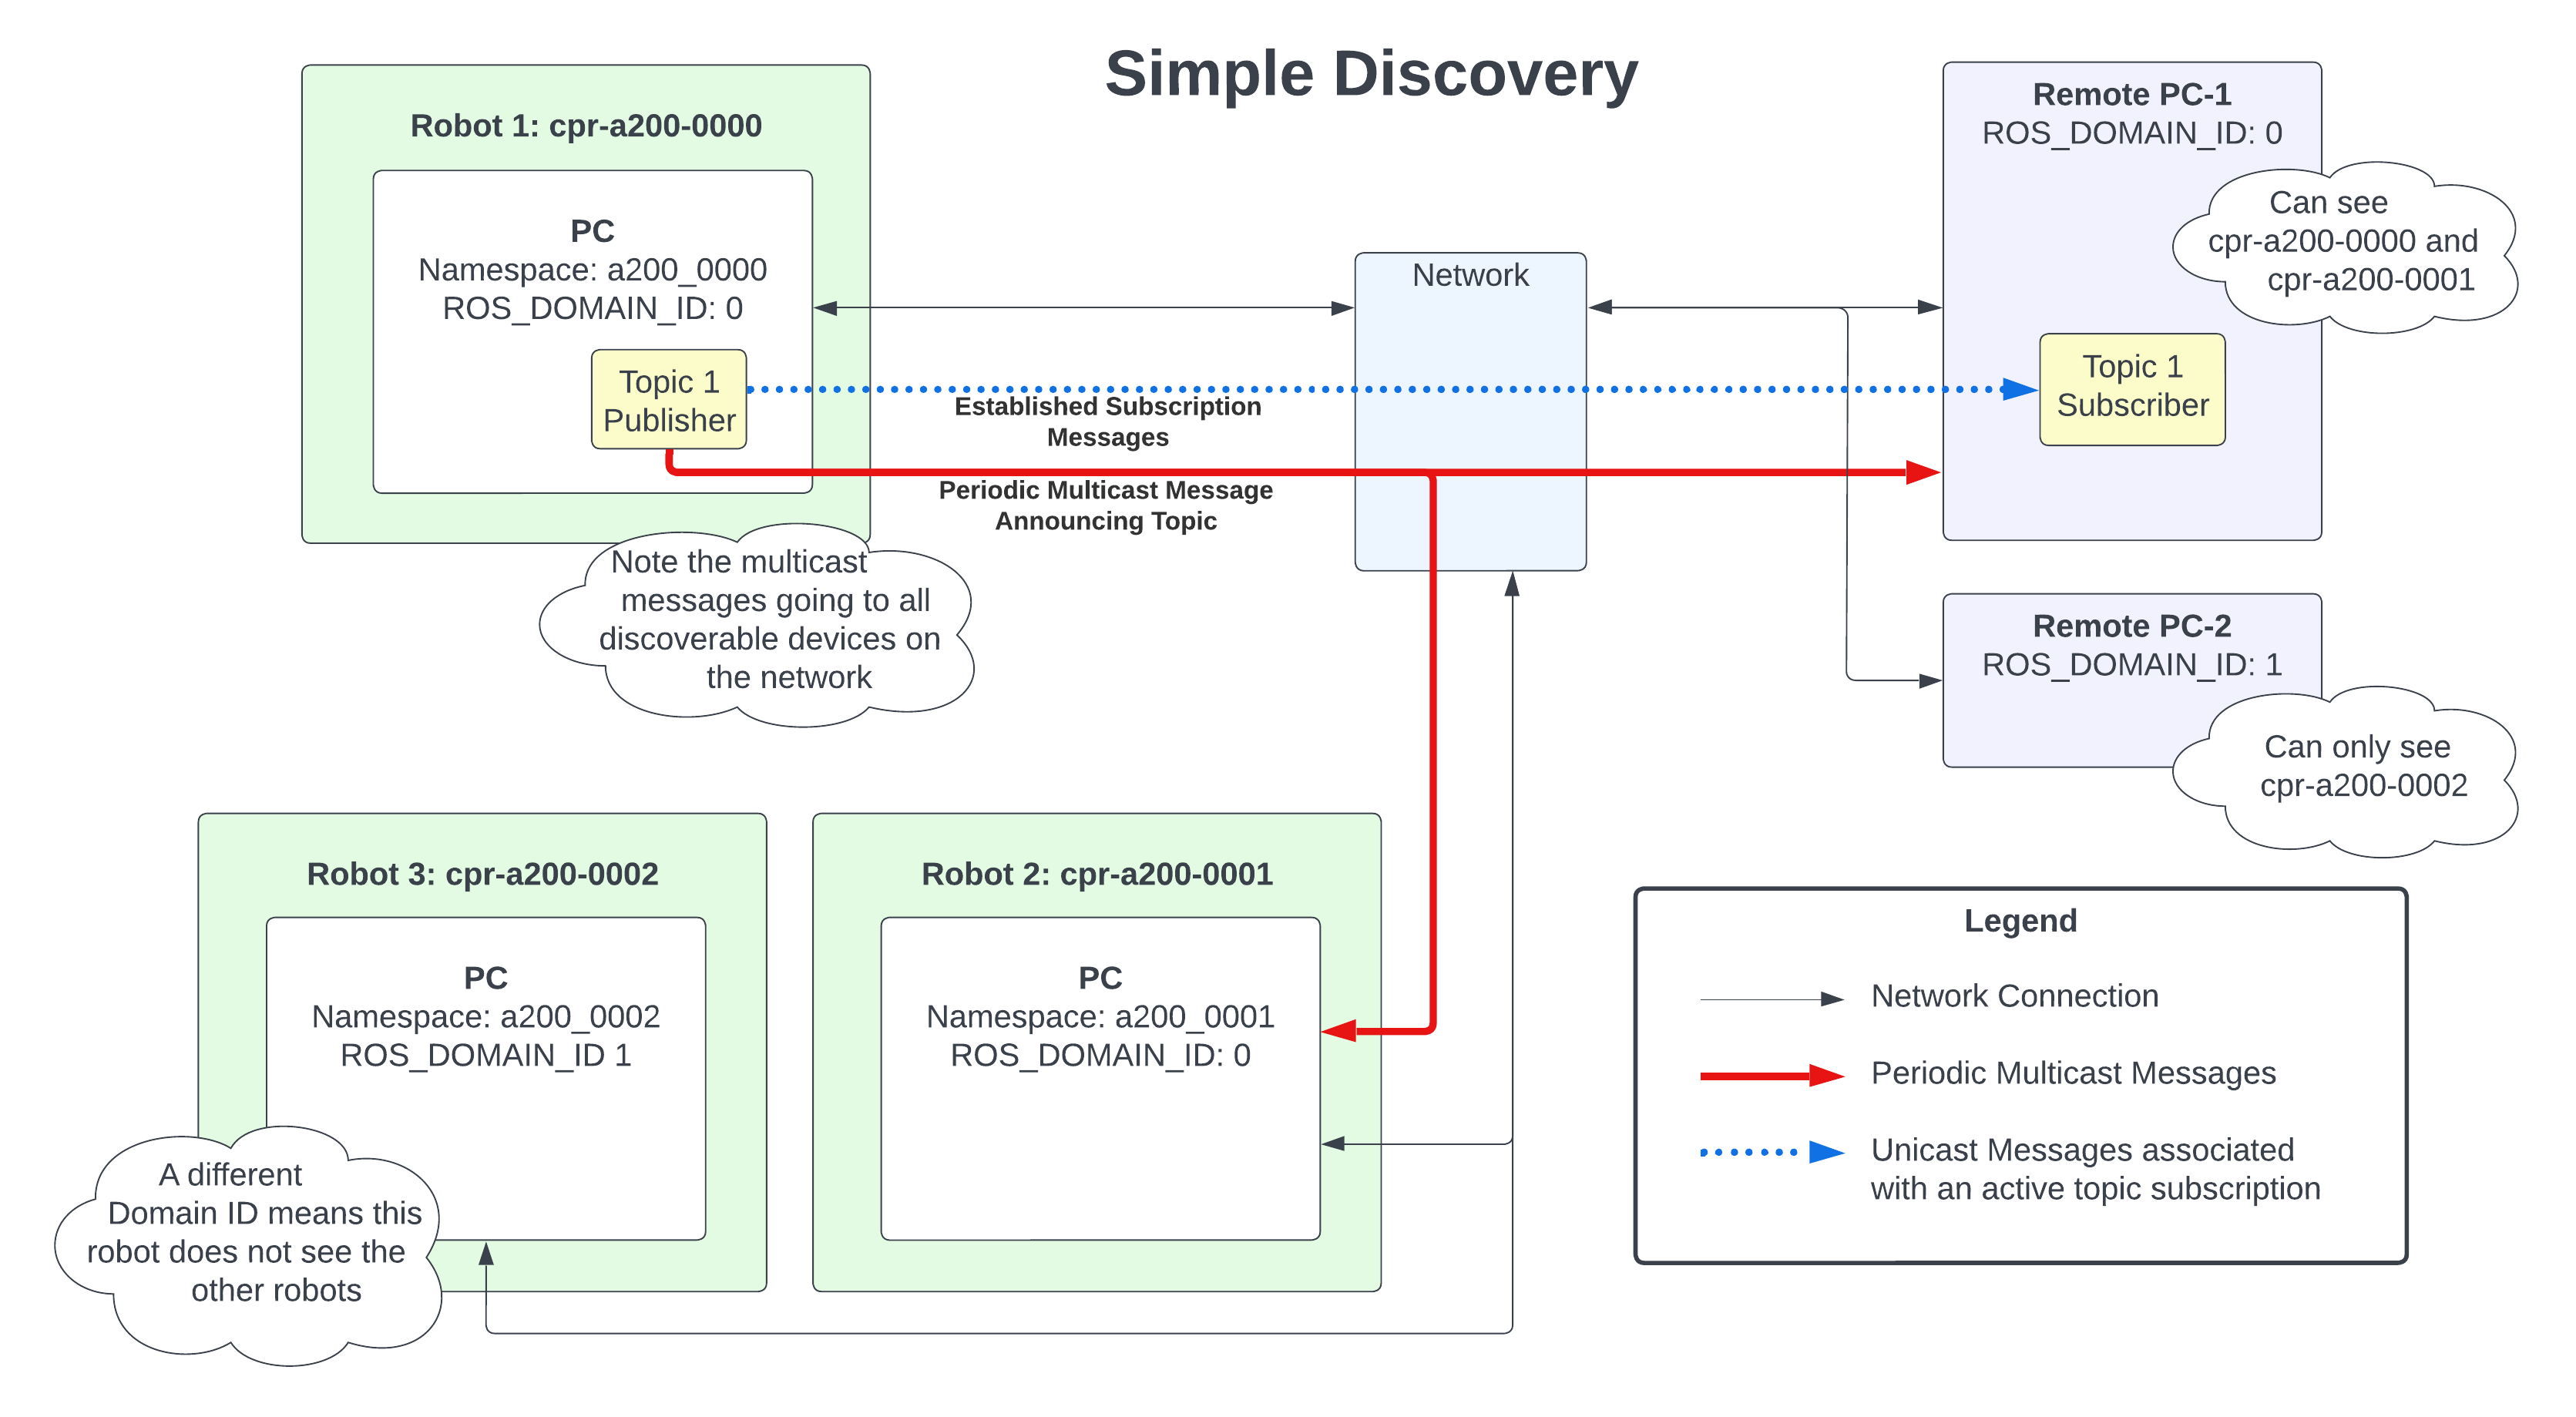 Simple Discovery
Robot 1: cpr-a200-0000
PC
Namespace: a200_0000
ROS_DOMAIN_ID: 0
Topic 1
Publisher
Established Subscription
Messages
Periodic Multicast Message
Announcing Topic
Note the multicast
messages going to all
discoverable devices on
the network
Network
Remote PC-1
ROS_DOMAIN_ID: 0
Can see
cpr-a200-0000 and
cpr-a200-0001
Topic 1
Subscriber
Remote PC-2
ROS_DOMAIN_ID: 1
Can only see
cpr-a200-0002
Robot 3: cpr-a200-0002
PC
Namespace: a200_0002
ROS_DOMAIN_ID 1
A different
Domain ID means this
robot does not see the
other robots
Robot 2: cpr-a200-0001
PC
Namespace: a200_0001
ROS_DOMAIN_ID: 0
Legend
Network Connection
Periodic Multicast Messages
Unicast Messages associated
with an active topic subscription